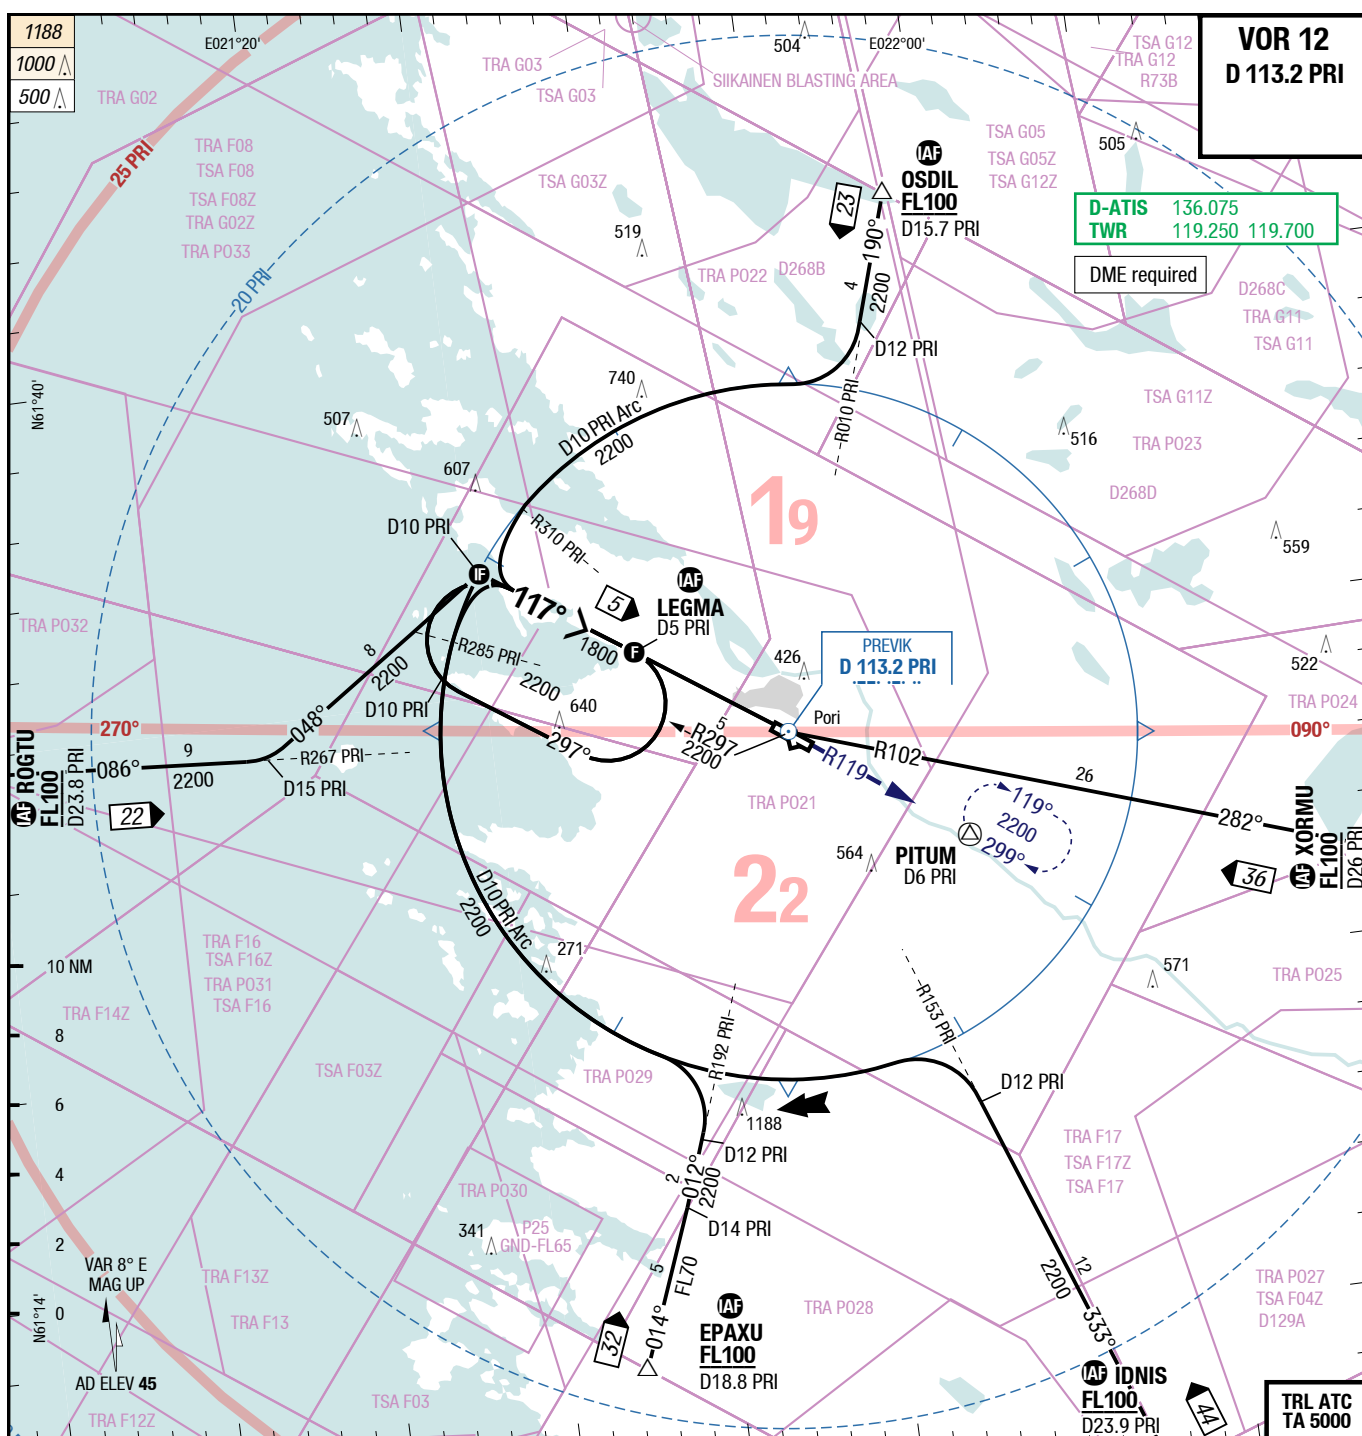 1188
1000
500
E021°20'
504
E022°00'
TSA G12
TRA G12
R73B
VOR 12
D 113.2 PRI
TRA G03
TSA G03
SIIKAINEN BLASTING AREA
TRA G02
25 PRI
TRA F08
TSA F08
TSA F08Z
TRA G02Z
TRA P033
20 PRI
TSA G03Z
519
TSA G05
TSA G05Z
TSA G12Z
505
IAF
OSDIL
FL100
D15.7 PRI
23
190°
4
2200
D-ATIS 136.075
TWR 119.250 119.700
DME required
TRA P022
D268B
D268C
TRA G11
TSA G11
D12 PRI
R010 PRI
N61°40'
740
D10 PRI Arc
2200
507
607
TSA G11Z
516
TRA P023
D268D
19
559
D10 PRI
R310 PRI
IF
117°
5
IAF
LEGMA
D5 PRI
1800
F
TRA P032
8
2200
R285 PRI
2200
426
PREVIK
D 113.2 PRI
522
TRA P024
D10 PRI
640
Pori
270°
048°
297°
R297
5
2200
R102
090°
9
2200
086°
R267 PRI
D15 PRI
R119
26
282°
IAF ROGTU
FL100
D23.8 PRI
22
TRA P021
119°
2200
299°
PITUM
D6 PRI
564
IAF XORMU
FL100
D26 PRI
36
22
D10 PRI Arc
2200
271
TRA F16
TSA F16Z
TRA P031
TSA F16
10 NM
TRA F14Z
571
TRA P025
R153 PRI
R192 PRI
8
TSA F03Z
TRA P029
D12 PRI
6
1188
D12 PRI
TRA F17
TSA F17Z
TSA F17
4
TRA P030
2
012°
2200
D14 PRI
2
341
P25
GND-FL65
5
FL70
12
2200
VAR 8° E
MAG UP
TRA F13Z
TRA P027
TSA F04Z
D129A
N61°14'
0
TRA F13
014°
32
IAF
EPAXU
FL100
D18.8 PRI
TRA P028
333°
IAF IDNIS
FL100
D23.9 PRI
44
AD ELEV 45
TSA F03
TRA F12Z
TRL ATC
TA 5000